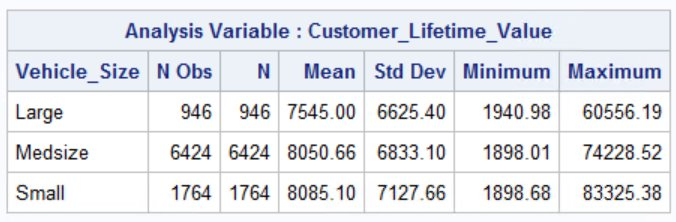 Analysis Variable : Customer_Lifetime_Value
Vehicle_Size N Obs N Mean Std Dev Minimum Maximum
Large 946 946 7545.00 6625.40 1940.98 60556.19
Medsize 6424 6424 8050.66 6833.10 1898.01 74228.52
Small 1764 1764 8085.10 7127.66 1898.68 83325.38